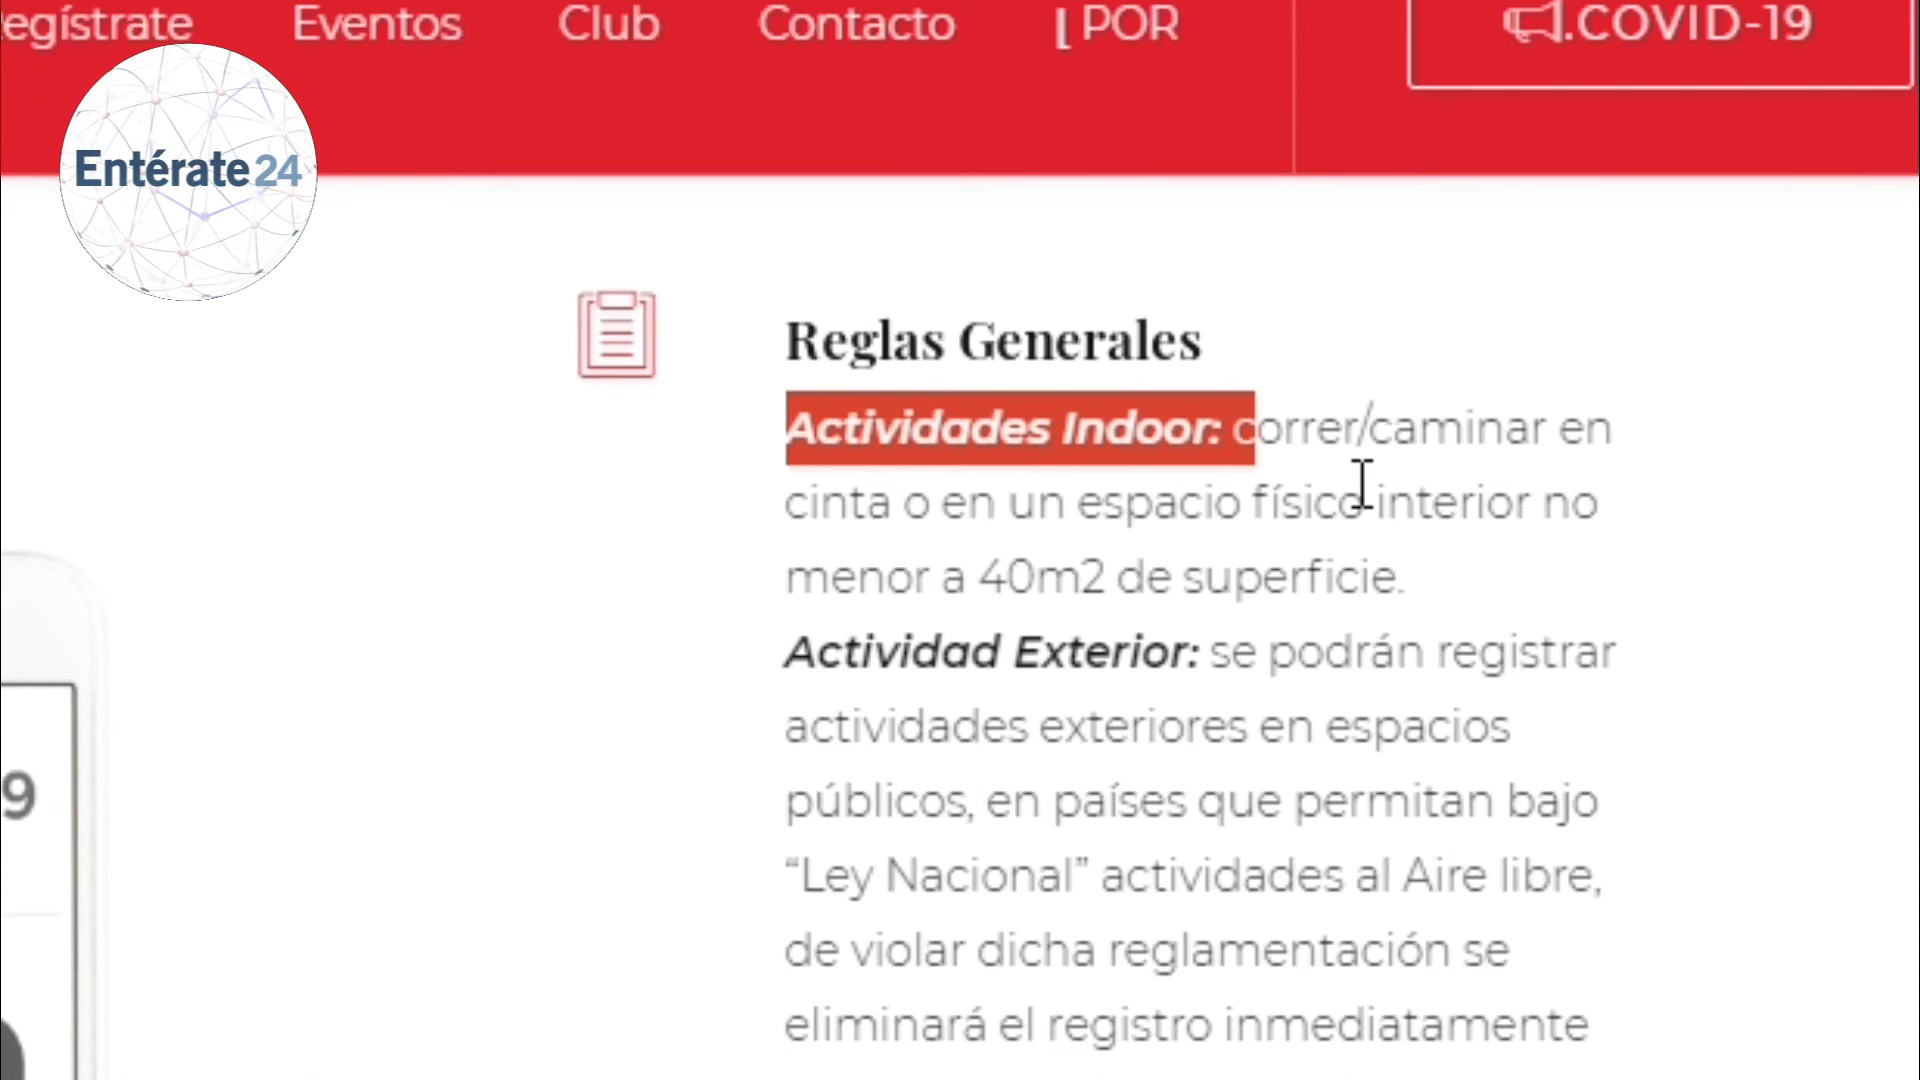 egístrate Eventos Club Contacto POR .COVID-19
Entérate24
Reglas Generales
Actividades Indoor: correr/caminar en
cinta o en un espacio físico interior no
menor a 40m2 de superficie.
Actividad Exterior: se podrán registrar
actividades exteriores en espacios
públicos, en países que permitan bajo
“Ley Nacional” actividades al Aire libre,
de violar dicha reglamentación se
eliminará el registro inmediatamente
9